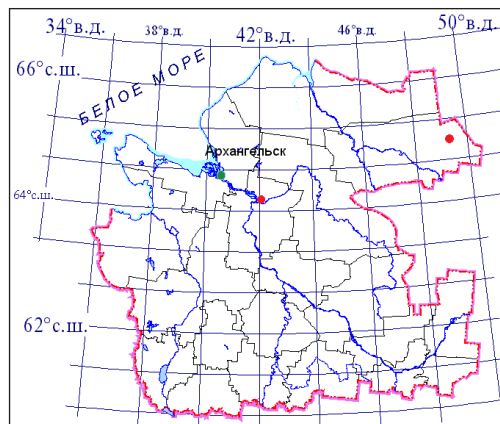 34°в.д.
38°в.д.
42°в.д.
46°в.д.
50°в.д.
66°с.ш.
БЕЛОЕ МОРЕ
Архангельск
64°с.ш.
62°с.ш.